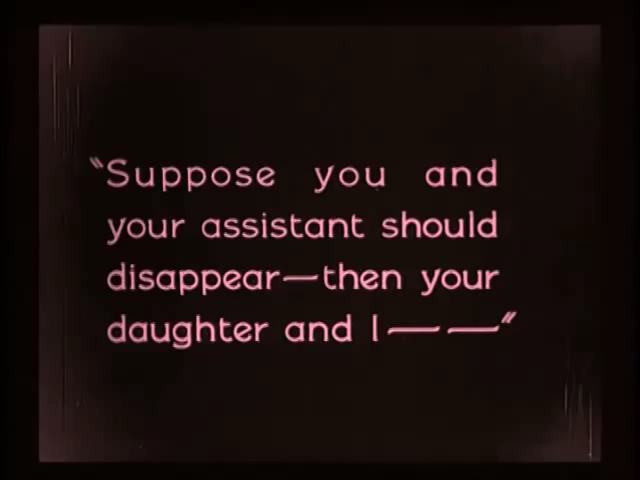 "Suppose you and
your assistant should
disappear—then your
daughter and I— —"